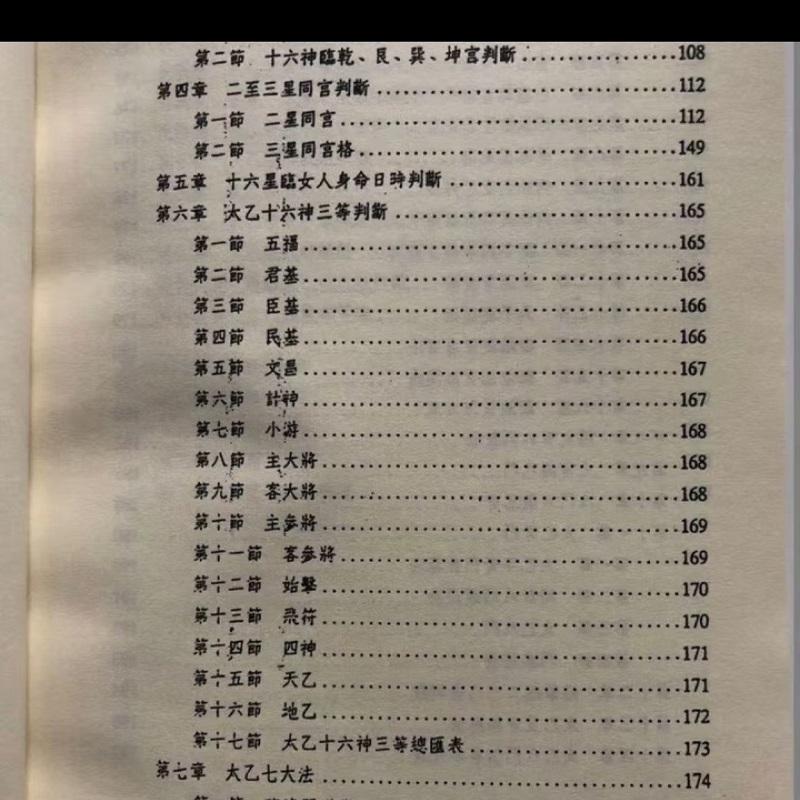 第二節 十六神臨乾、艮、巽、坤宮判斷 108
第四章 二至三星同宮判斷 112
第一節 二星同宮 112
第二節 三星同宮格 149
第五章 十六星臨女人身命日時判斷 161
第六章 太乙十六神三等判斷 165
第一節 五福 165
第二節 君基 165
第三節 臣基 166
第四節 民基 166
第五節 文昌 167
第六節 計神 167
第七節 小游 168
第八節 主大將 168
第九節 客大將 168
第十節 主參將 169
第十一節 客參將 169
第十二節 始擊 170
第十三節 飛符 170
第十四節 四神 171
第十五節 天乙 171
第十六節 地乙 172
第十七節 太乙十六神三等總匯表 173
第七章 太乙七大法 174